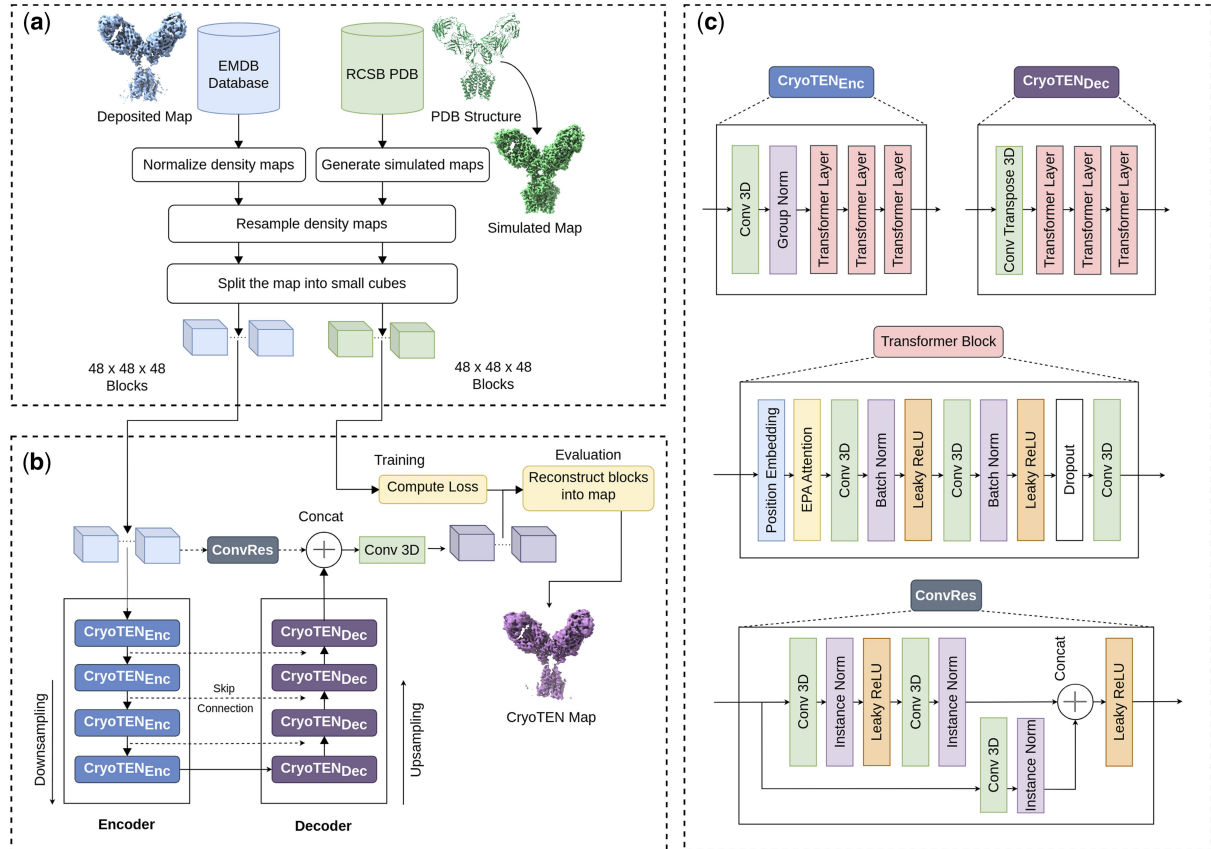 (a)
EMDB
Database
RCSB PDB
Deposited Map
PDB Structure
Normalize density maps
Generate simulated maps
Resample density maps
Simulated Map
Split the map into small cubes
48 x 48 x 48
Blocks
48 x 48 x 48
Blocks
(b)
Training
Compute Loss
Evaluation
Reconstruct blocks
into map
Concat
ConvRes
Conv 3D
CryoTENEnc
CryoTENDec
CryoTENEnc
CryoTENDec
Skip
Connection
CryoTENEnc
CryoTENDec
CryoTENEnc
CryoTENDec
Downsampling
Upsampling
Encoder
Decoder
CryoTEN Map
(c)
CryoTENEnc
Conv 3D
Group Norm
Transformer Layer
Transformer Layer
Transformer Layer
CryoTENDec
Conv Transpose 3D
Transformer Layer
Transformer Layer
Transformer Layer
Transformer Block
Position Embedding
EPA Attention
Conv 3D
Batch Norm
Leaky ReLU
Conv 3D
Batch Norm
Leaky ReLU
Dropout
Conv 3D
ConvRes
Conv 3D
Instance Norm
Leaky ReLU
Conv 3D
Instance Norm
Conv 3D
Instance Norm
Concat
Leaky ReLU